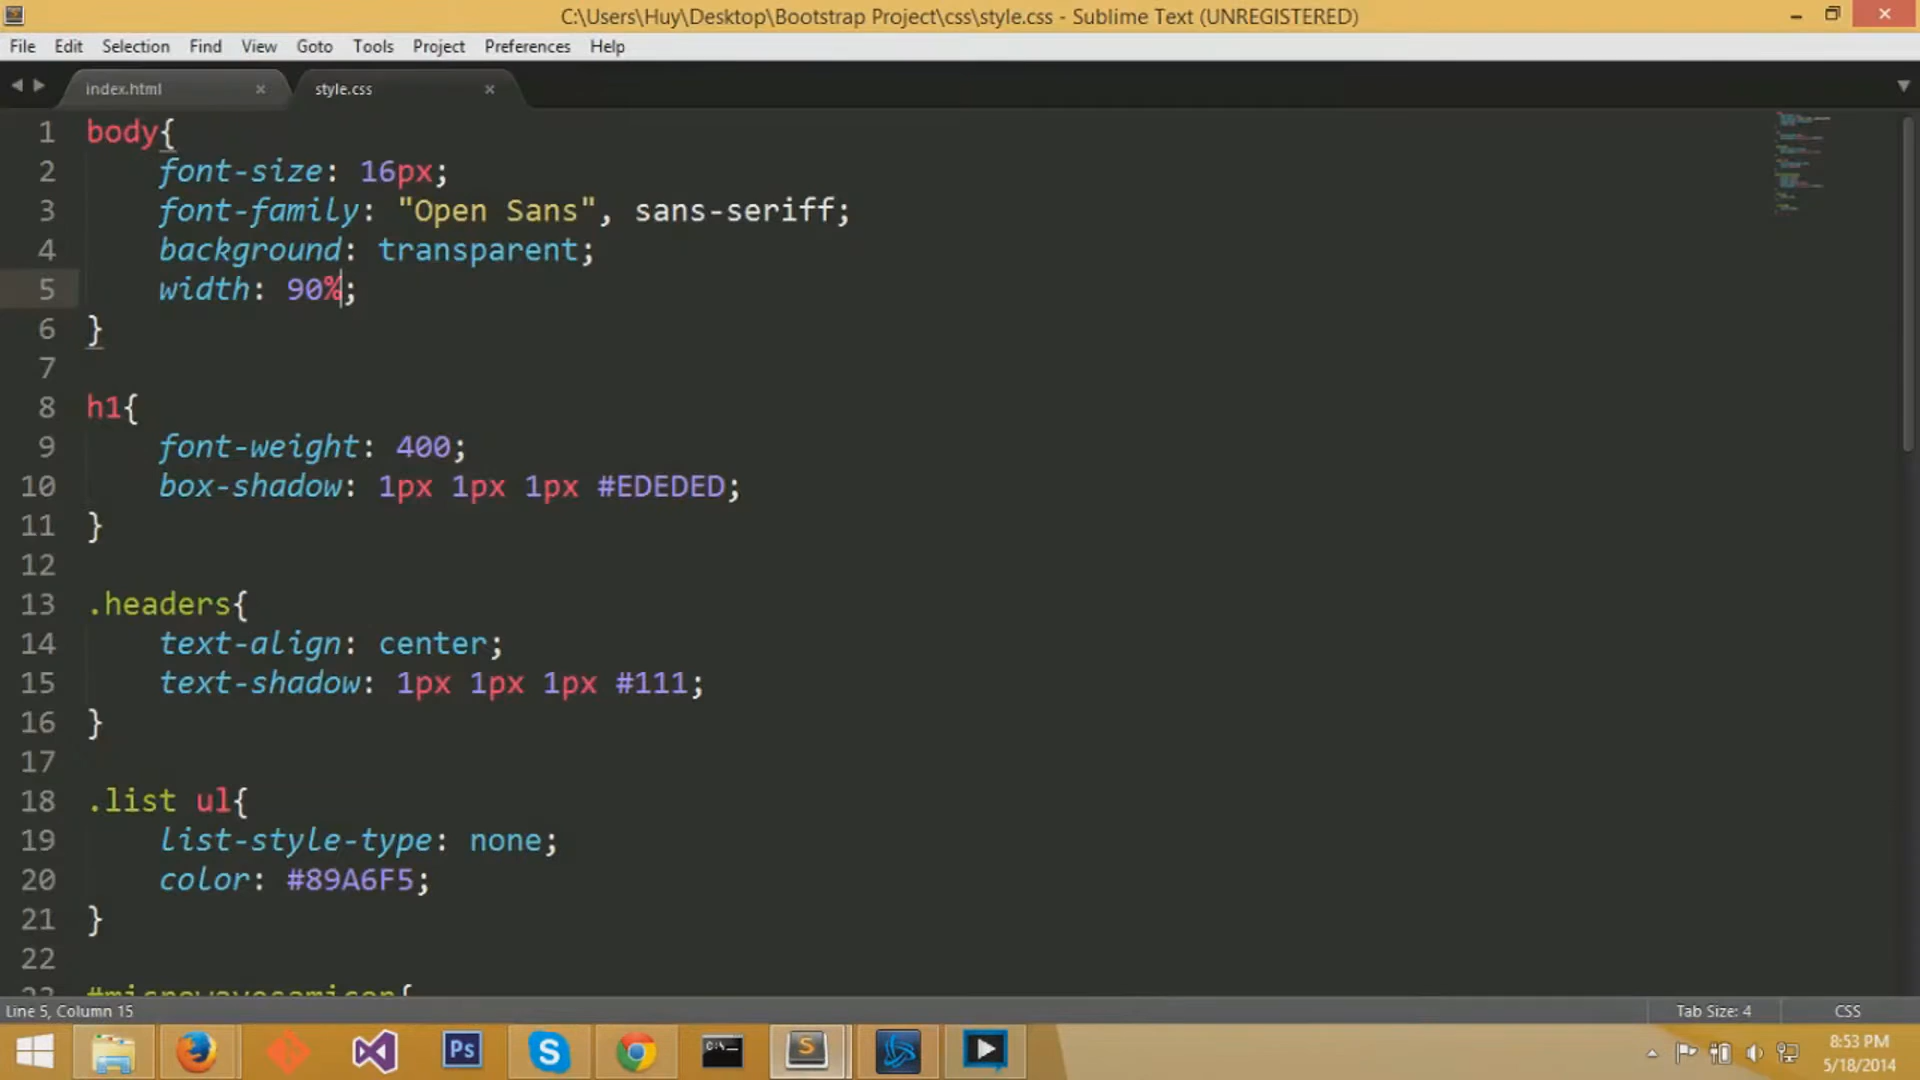 C:\Users\Huy\Desktop\Bootstrap Project\css\style.css - Sublime Text (UNREGISTERED)
File Edit Selection Find View Goto Tools Project Preferences Help
index.html × style.css ×
1 body{
2 font-size: 16px;
3 font-family: "Open Sans", sans-seriff;
4 background: transparent;
5 width: 90%;
6 }
7
8 h1{
9 font-weight: 400;
10 box-shadow: 1px 1px 1px #EDEDED;
11 }
12
13 .headers{
14 text-align: center;
15 text-shadow: 1px 1px 1px #111;
16 }
17
18 .list ul{
19 list-style-type: none;
20 color: #89A6F5;
21 }
22
Line 5, Column 15 Tab Size: 4 CSS
Ps S C:\ S
8:53 PM
5/18/2014